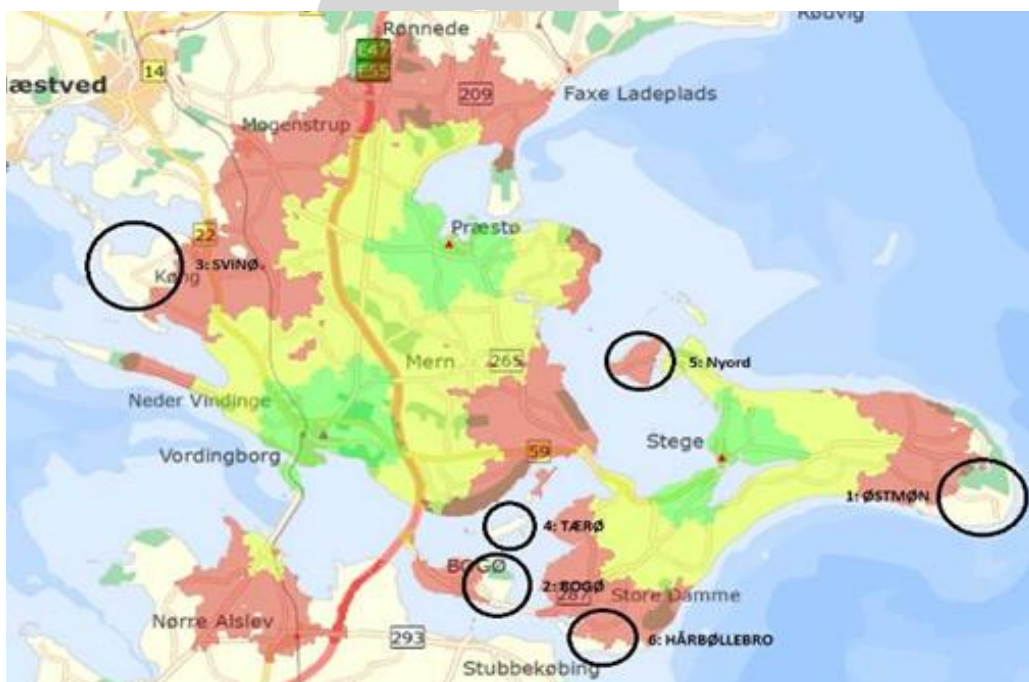 Rødvig
Rønnede
E47
E55
14
æstved
209
Faxe Ladeplads
Mogenstrup
Præstø
22
3: SVINØ
Køng
Mern
265
5: Nyord
Neder Vindinge
Stege
59
Vordingborg
1: ØSTMØN
4: TÆRØ
BOGØ
2: BOGØ
287
Store Damme
Nørre Alslev
293
6: HÅRBØLLEBRO
Stubbekøbing